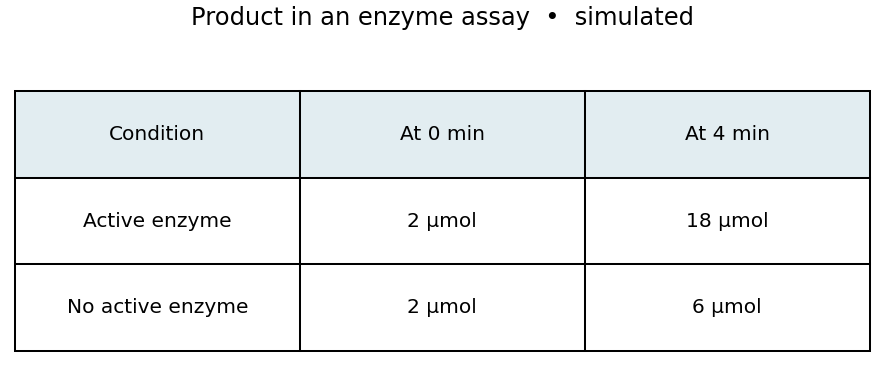 Product in an enzyme assay • simulated
Condition At 0 min At 4 min
Active enzyme 2 µmol 18 µmol
No active enzyme 2 µmol 6 µmol